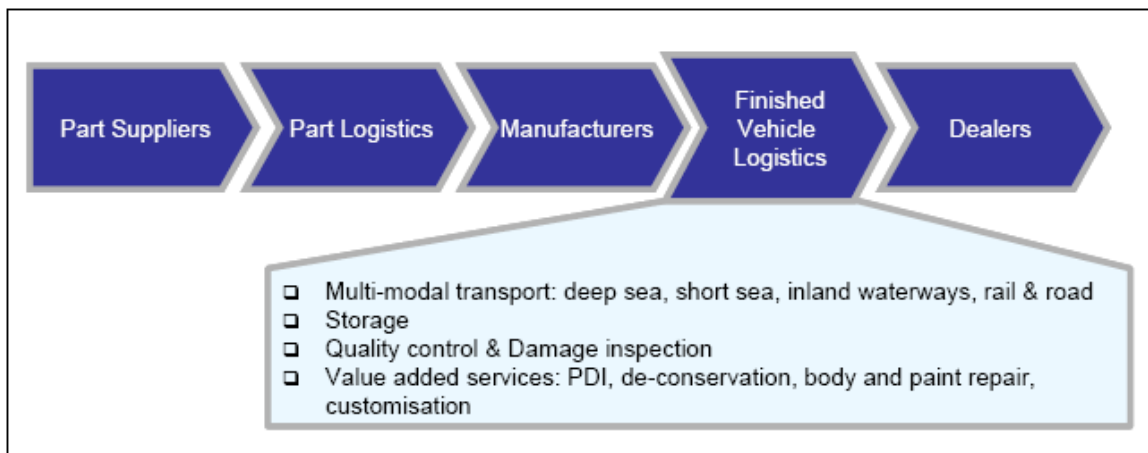 Part Suppliers
Part Logistics
Manufacturers
Finished
Vehicle
Logistics
Dealers
❑ Multi-modal transport: deep sea, short sea, inland waterways, rail & road
❑ Storage
❑ Quality control & Damage inspection
❑ Value added services: PDI, de-conservation, body and paint repair,
customisation